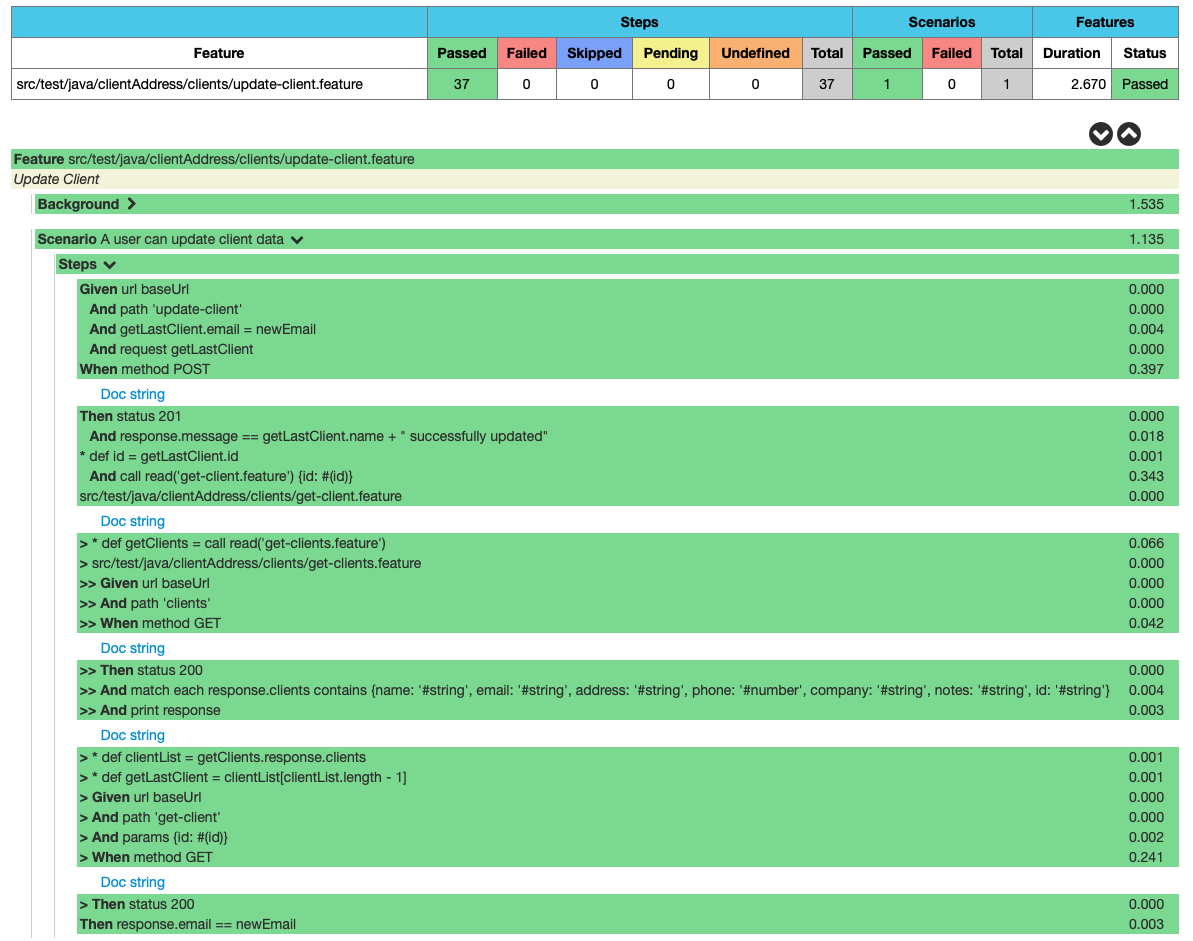 Steps Scenarios Features
Feature Passed Failed Skipped Pending Undefined Total Passed Failed Total Duration Status
src/test/java/clientAddress/clients/update-client.feature 37 0 0 0 0 37 1 0 1 2.670 Passed
Feature src/test/java/clientAddress/clients/update-client.feature
Update Client
Background 1.535
Scenario A user can update client data 1.135
Steps
Given url baseUrl 0.000
And path 'update-client' 0.000
And getLastClient.email = newEmail 0.004
And request getLastClient 0.000
When method POST 0.397
Doc string
Then status 201 0.000
And response.message == getLastClient.name + " successfully updated" 0.018
* def id = getLastClient.id 0.001
And call read('get-client.feature') {id: #(id)} 0.343
src/test/java/clientAddress/clients/get-client.feature 0.000
Doc string
> * def getClients = call read('get-clients.feature') 0.066
> src/test/java/clientAddress/clients/get-clients.feature 0.000
>> Given url baseUrl 0.000
>> And path 'clients' 0.000
>> When method GET 0.042
Doc string
>> Then status 200 0.000
>> And match each response.clients contains {name: '#string', email: '#string', address: '#string', phone: '#number', company: '#string', notes: '#string', id: '#string'} 0.004
>> And print response 0.003
Doc string
> * def clientList = getClients.response.clients 0.001
> * def getLastClient = clientList[clientList.length - 1] 0.001
> Given url baseUrl 0.000
> And path 'get-client' 0.000
> And params {id: #(id)} 0.002
> When method GET 0.241
Doc string
> Then status 200 0.000
Then response.email == newEmail 0.003